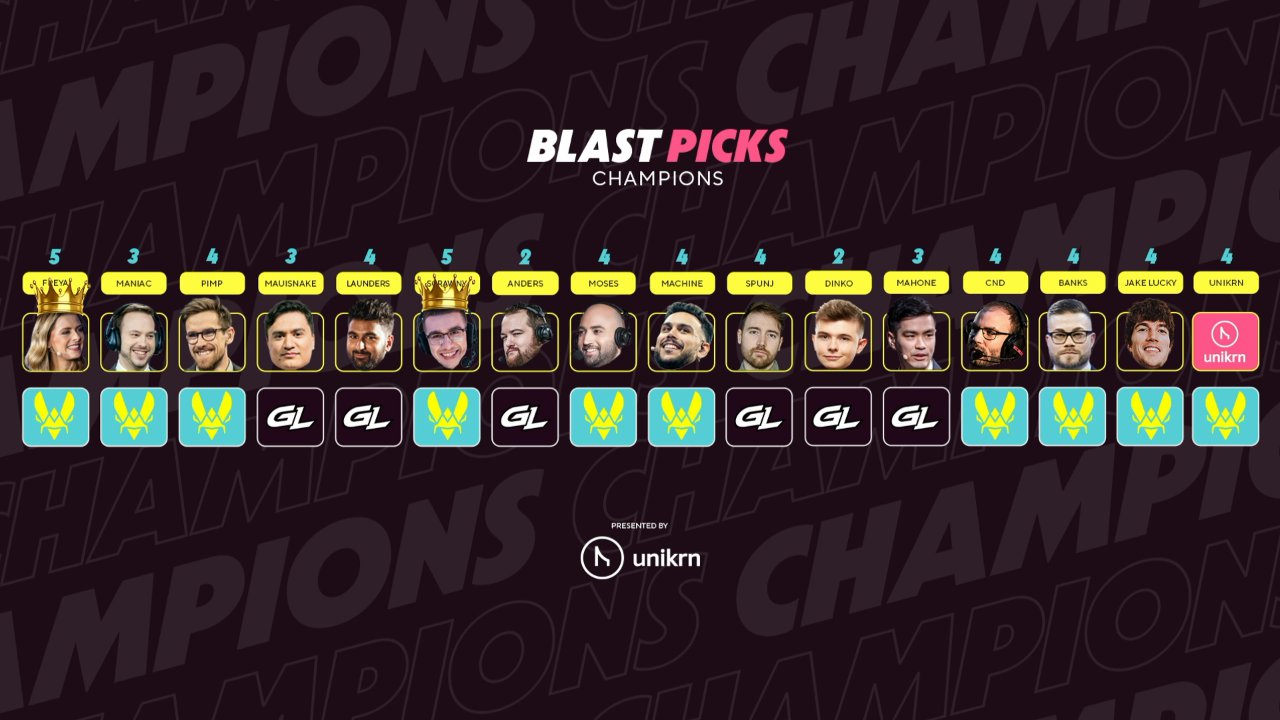 BLAST PICKS
CHAMPIONS
5 3 4 3 4 5 2 4 4 4 2 3 4 4 4 4
FREYA MANIAC PIMP MAUISNAKE LAUNDERS ANDERS MOSES MACHINE SPUNJ DINKO MAHONE CND BANKS JAKE LUCKY UNIKRN
unikrn
GL GL GL GL GL GL
PRESENTED BY
unikrn
CHAMPIONS